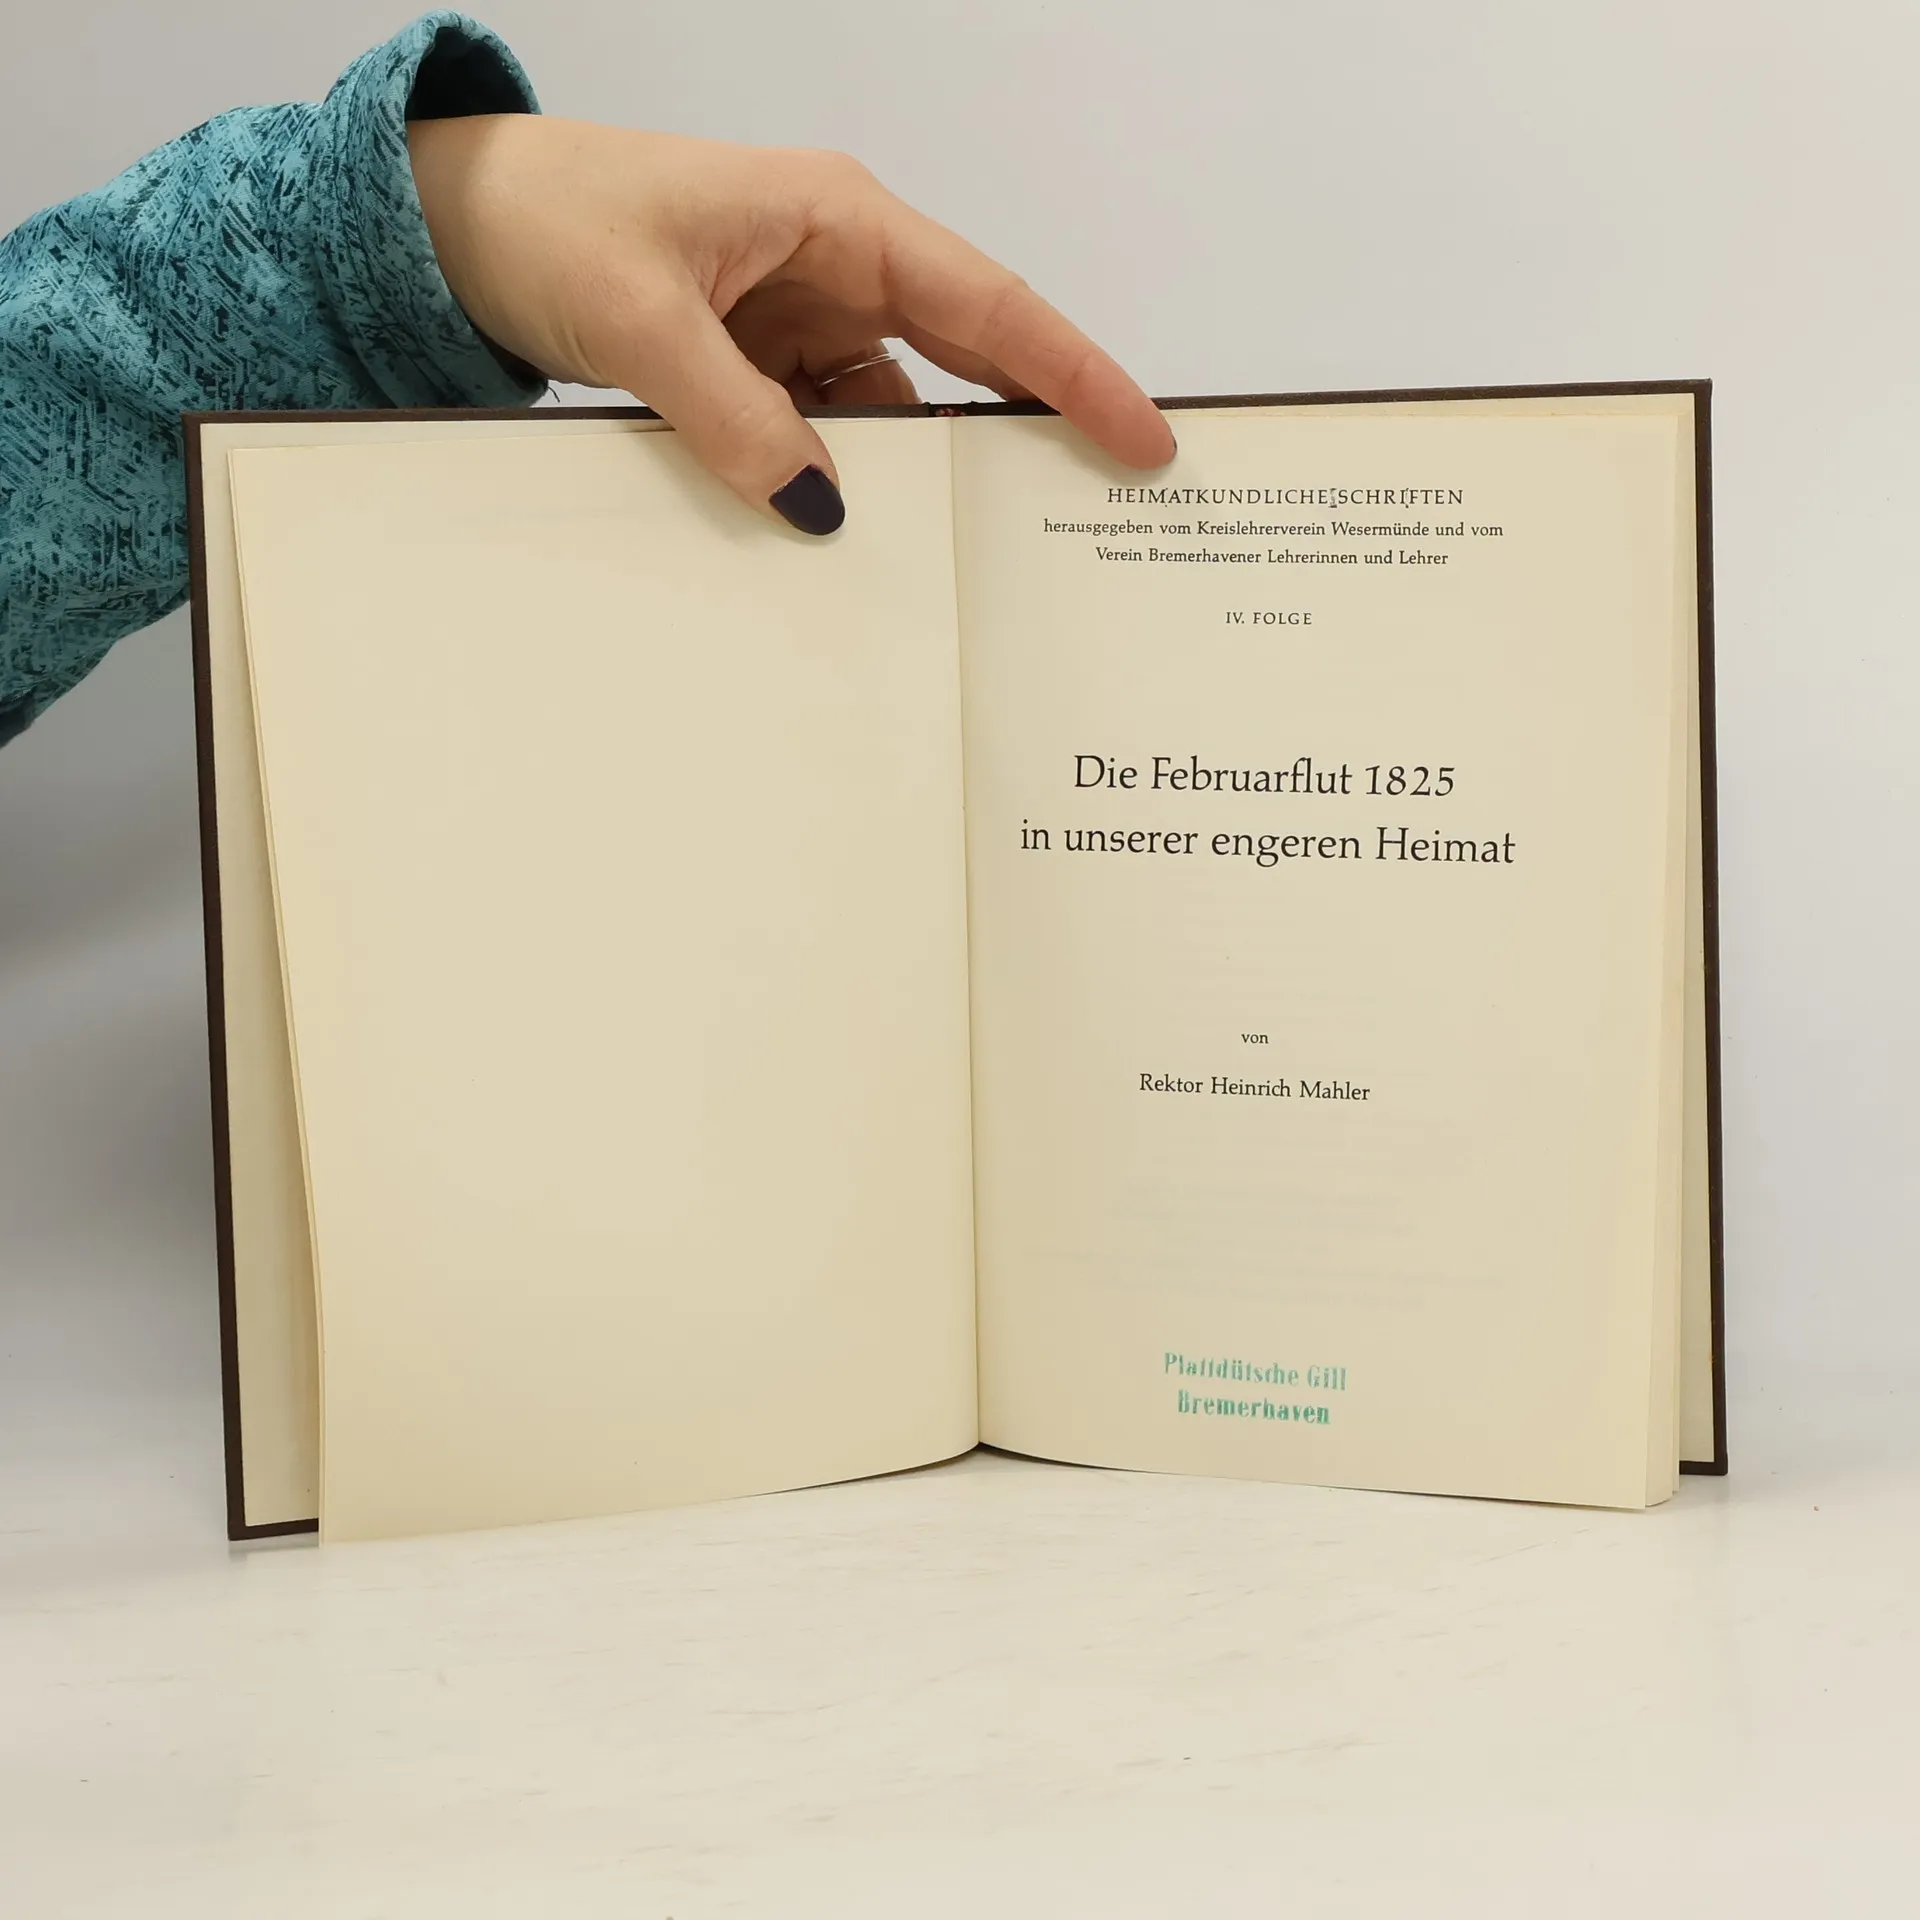 HEIMATKUNDLICHE SCHRIFTEN
herausgegeben vom Kreislehrerverein Wesermünde und vom
Verein Bremerhavener Lehrerinnen und Lehrer
IV. FOLGE
Die Februarflut 1825
in unserer engeren Heimat
von
Rektor Heinrich Mahler
Plattdütsche Gill
Bremerhaven